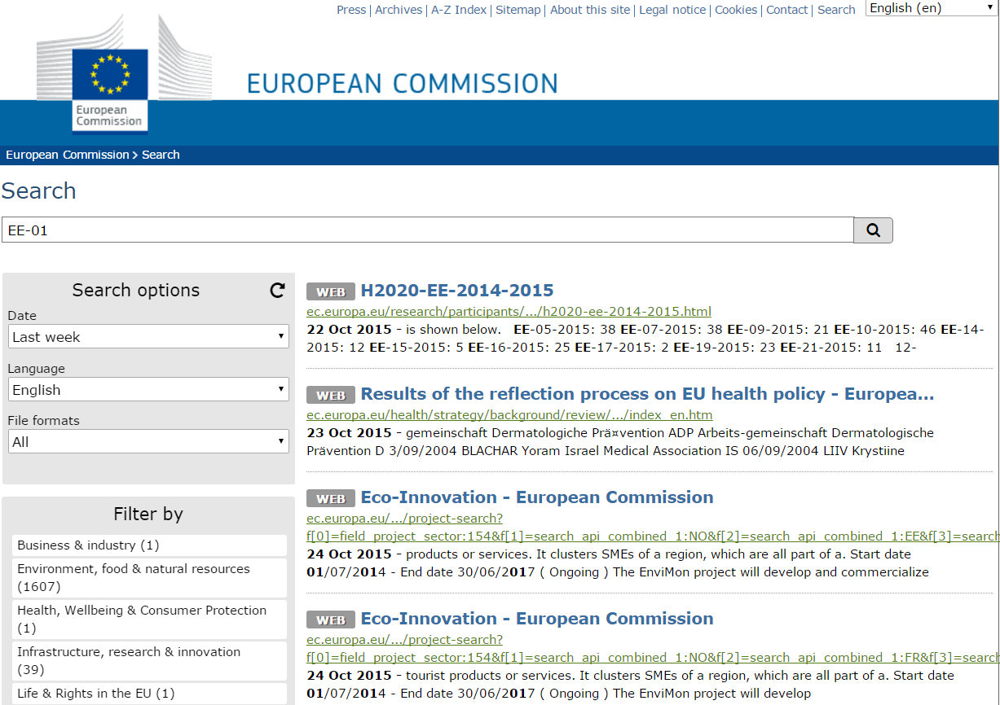 Press | Archives | A-Z Index | Sitemap | About this site | Legal notice | Cookies | Contact | Search
English (en)
EUROPEAN COMMISSION
European
Commission
European Commission > Search
Search
EE-01
Search options
Date
Last week
Language
English
File formats
All
Filter by
Business & industry (1)
Environment, food & natural resources
(1607)
Health, Wellbeing & Consumer Protection
(1)
Infrastructure, research & innovation
(39)
Life & Rights in the EU (1)
WEB H2020-EE-2014-2015
ec.europa.eu/research/participants/.../h2020-ee-2014-2015.html
22 Oct 2015 - is shown below. EE-05-2015: 38 EE-07-2015: 38 EE-09-2015: 21 EE-10-2015: 46 EE-14-
2015: 12 EE-15-2015: 5 EE-16-2015: 25 EE-17-2015: 2 EE-19-2015: 23 EE-21-2015: 11 12-
WEB Results of the reflection process on EU health policy - Europea...
ec.europa.eu/health/strategy/background/review/.../index_en.htm
23 Oct 2015 - gemeinschaft Dermatologiche Prä¤vention ADP Arbeits-gemeinschaft Dermatologische
Prävention D 3/09/2004 BLACHAR Yoram Israel Medical Association IS 06/09/2004 LIIV Krystiine
WEB Eco-Innovation - European Commission
ec.europa.eu/.../project-search?
f[0]=field_project_sector:154&f[1]=search_api_combined_1:NO&f[2]=search_api_combined_1:EE&f[3]=search
24 Oct 2015 - products or services. It clusters SMEs of a region, which are all part of a. Start date
01/07/2014 - End date 30/06/2017 ( Ongoing ) The EnviMon project will develop and commercialize
WEB Eco-Innovation - European Commission
ec.europa.eu/.../project-search?
f[0]=field_project_sector:154&f[1]=search_api_combined_1:NO&f[2]=search_api_combined_1:FR&f[3]=search
24 Oct 2015 - tourist products or services. It clusters SMEs of a region, which are all part of a. Start date
01/07/2014 - End date 30/06/2017 ( Ongoing ) The EnviMon project will develop